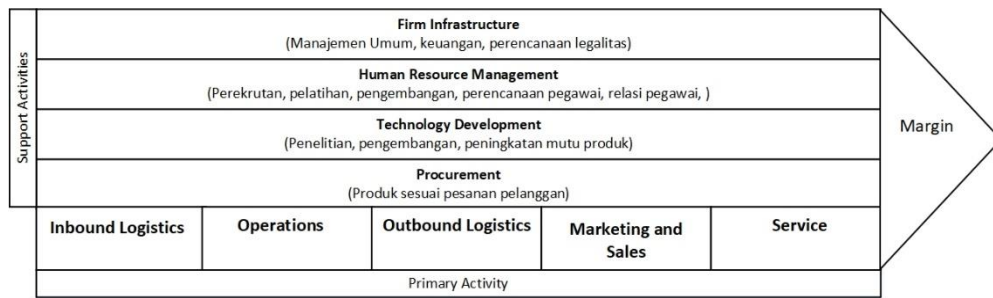 Support Activities
Firm Infrastructure
(Manajemen Umum, keuangan, perencanaan legalitas)
Human Resource Management
(Perekrutan, pelatihan, pengembangan, perencanaan pegawai, relasi pegawai, )
Technology Development
(Penelitian, pengembangan, peningkatan mutu produk)
Procurement
(Produk sesuai pesanan pelanggan)
Margin
Inbound Logistics
Operations
Outbound Logistics
Marketing and
Sales
Service
Primary Activity